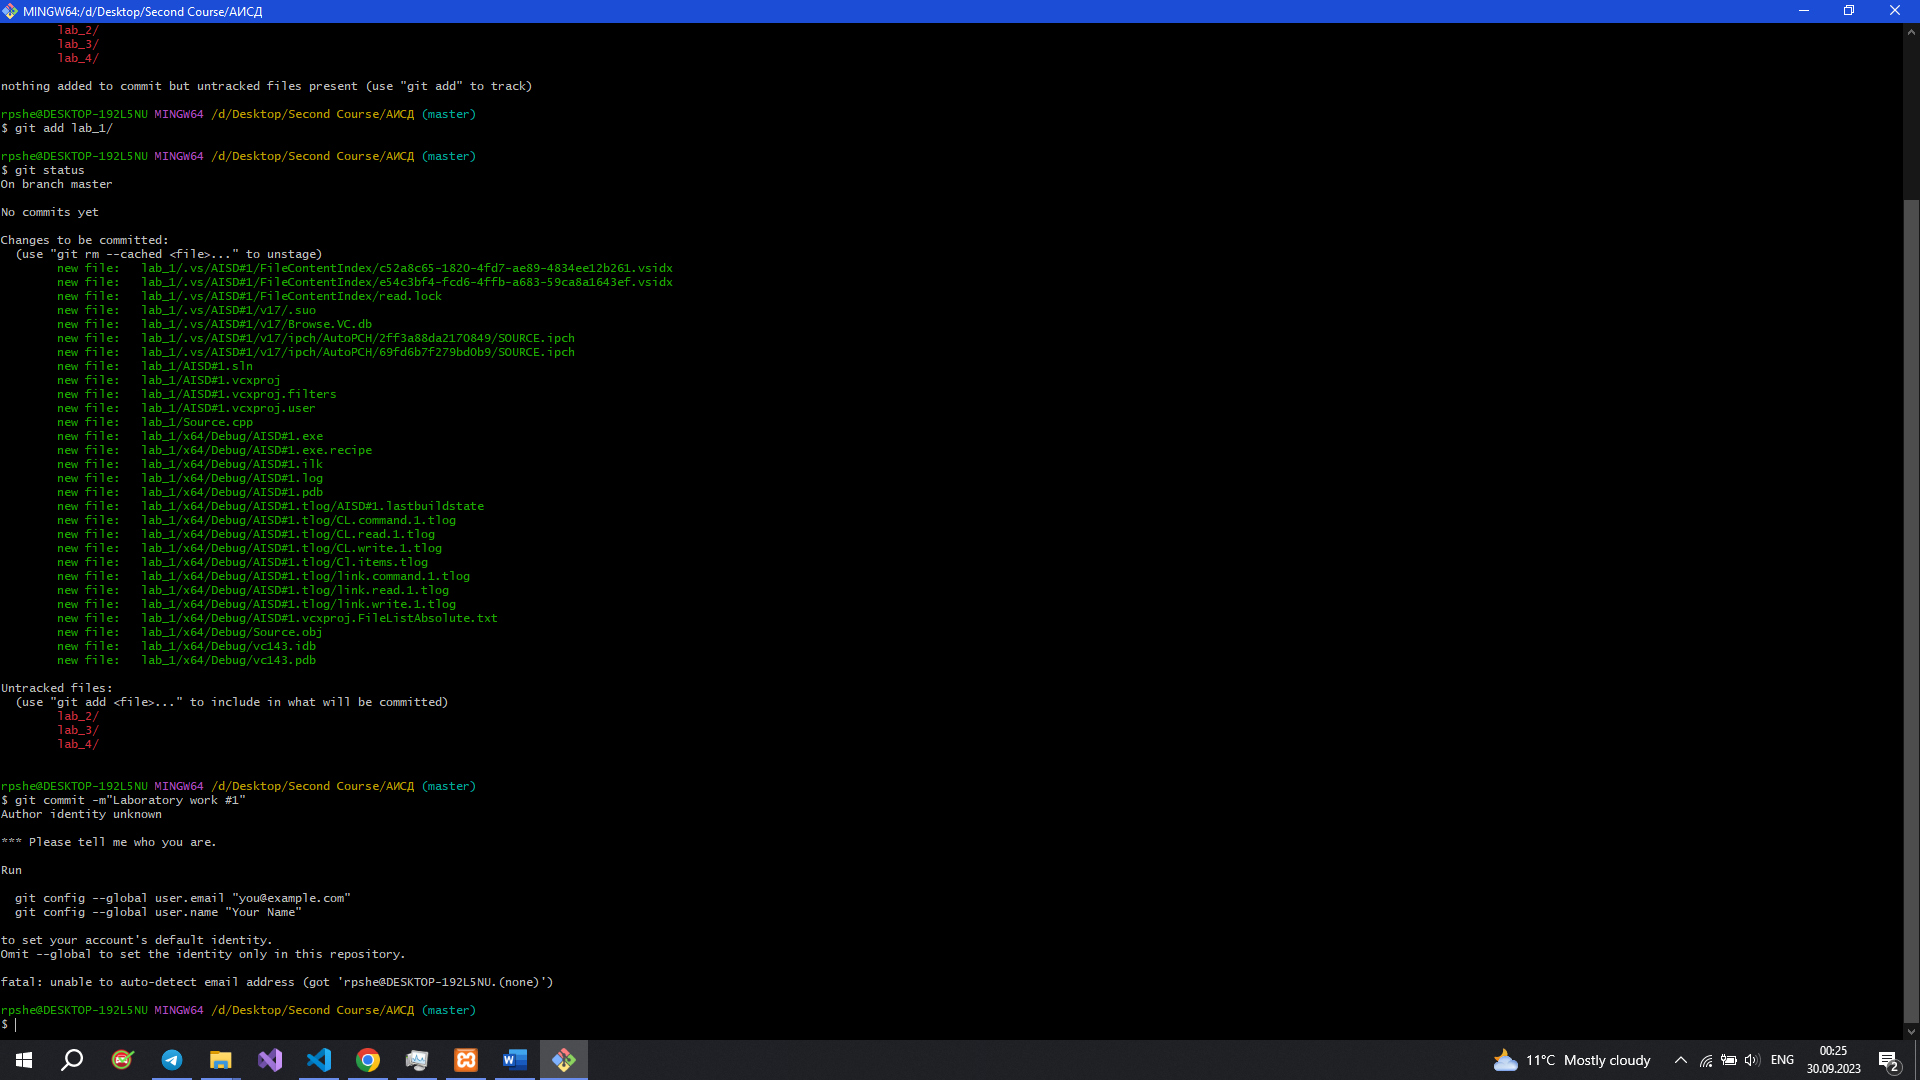 MINGW64:/d/Desktop/Second Course/АИСД
lab_2/
lab_3/
lab_4/
nothing added to commit but untracked files present (use "git add" to track)
rpshe@DESKTOP-192L5NU MINGW64 /d/Desktop/Second Course/АИСД (master)
$ git add lab_1/
rpshe@DESKTOP-192L5NU MINGW64 /d/Desktop/Second Course/АИСД (master)
$ git status
On branch master
No commits yet
Changes to be committed:
(use "git rm --cached <file>..." to unstage)
new file: lab_1/.vs/AISD#1/FileContentIndex/c52a8c65-1820-4fd7-ae89-4834ee12b261.vsidx
new file: lab_1/.vs/AISD#1/FileContentIndex/e54c3bf4-fcd6-4ffb-a683-59ca8a1643ef.vsidx
new file: lab_1/.vs/AISD#1/FileContentIndex/read.lock
new file: lab_1/.vs/AISD#1/v17/.suo
new file: lab_1/.vs/AISD#1/v17/Browse.VC.db
new file: lab_1/.vs/AISD#1/v17/ipch/AutoPCH/2ff3a88da2170849/SOURCE.ipch
new file: lab_1/.vs/AISD#1/v17/ipch/AutoPCH/69fd6b7f279bd0b9/SOURCE.ipch
new file: lab_1/AISD#1.sln
new file: lab_1/AISD#1.vcxproj
new file: lab_1/AISD#1.vcxproj.filters
new file: lab_1/AISD#1.vcxproj.user
new file: lab_1/Source.cpp
new file: lab_1/x64/Debug/AISD#1.exe
new file: lab_1/x64/Debug/AISD#1.exe.recipe
new file: lab_1/x64/Debug/AISD#1.ilk
new file: lab_1/x64/Debug/AISD#1.log
new file: lab_1/x64/Debug/AISD#1.pdb
new file: lab_1/x64/Debug/AISD#1.tlog/AISD#1.lastbuildstate
new file: lab_1/x64/Debug/AISD#1.tlog/CL.command.1.tlog
new file: lab_1/x64/Debug/AISD#1.tlog/CL.read.1.tlog
new file: lab_1/x64/Debug/AISD#1.tlog/CL.write.1.tlog
new file: lab_1/x64/Debug/AISD#1.tlog/Cl.items.tlog
new file: lab_1/x64/Debug/AISD#1.tlog/link.command.1.tlog
new file: lab_1/x64/Debug/AISD#1.tlog/link.read.1.tlog
new file: lab_1/x64/Debug/AISD#1.tlog/link.write.1.tlog
new file: lab_1/x64/Debug/AISD#1.vcxproj.FileListAbsolute.txt
new file: lab_1/x64/Debug/Source.obj
new file: lab_1/x64/Debug/vc143.idb
new file: lab_1/x64/Debug/vc143.pdb
Untracked files:
(use "git add <file>..." to include in what will be committed)
lab_2/
lab_3/
lab_4/
rpshe@DESKTOP-192L5NU MINGW64 /d/Desktop/Second Course/АИСД (master)
$ git commit -m"Laboratory work #1"
Author identity unknown
*** Please tell me who you are.
Run
git config --global user.email "you@example.com"
git config --global user.name "Your Name"
to set your account's default identity.
Omit --global to set the identity only in this repository.
fatal: unable to auto-detect email address (got 'rpshe@DESKTOP-192L5NU.(none)')
rpshe@DESKTOP-192L5NU MINGW64 /d/Desktop/Second Course/АИСД (master)
$
11°C Mostly cloudy
ENG
00:25
30.09.2023
2